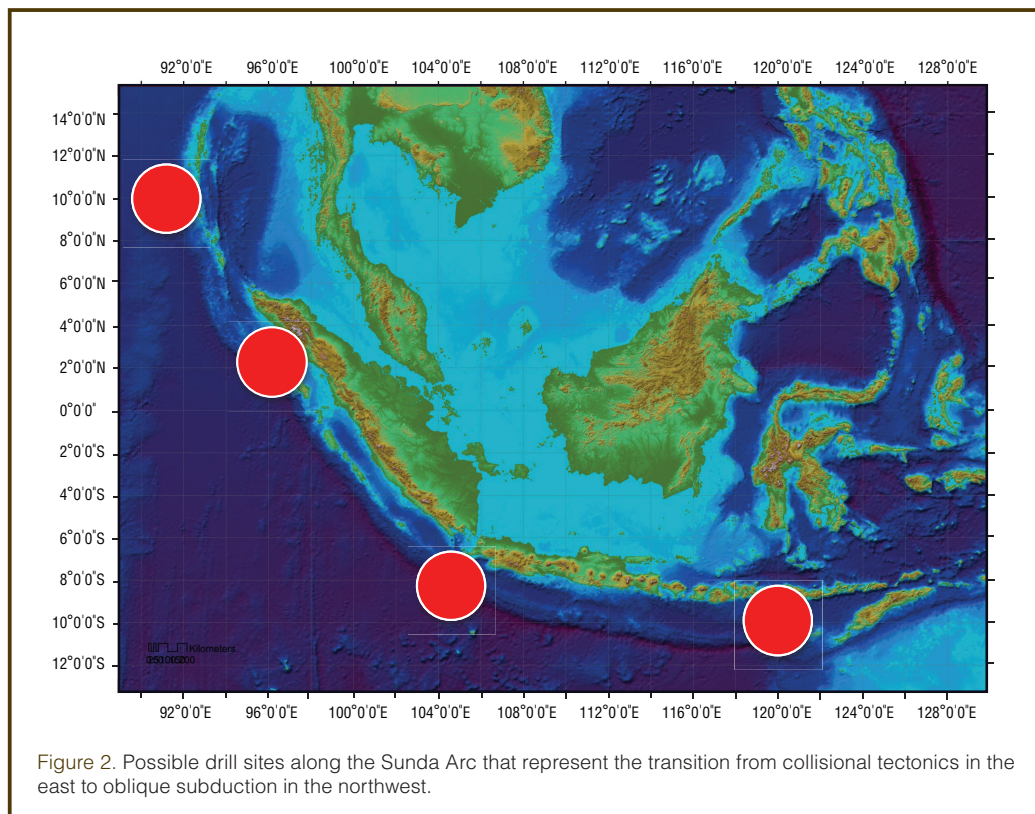 92°0'0"E 96°0'0"E 100°0'0"E 104°0'0"E 108°0'0"E 112°0'0"E 116°0'0"E 120°0'0"E 124°0'0"E 128°0'0"E
14°0'0"N
12°0'0"N
10°0'0"N
8°0'0"N
6°0'0"N
4°0'0"N
2°0'0"N
0°0'0"
2°0'0"S
4°0'0"S
6°0'0"S
8°0'0"S
10°0'0"S
12°0'0"S
Kilometers
92°0'0"E 96°0'0"E 100°0'0"E 104°0'0"E 108°0'0"E 112°0'0"E 116°0'0"E 120°0'0"E 124°0'0"E 128°0'0"E
Figure 2. Possible drill sites along the Sunda Arc that represent the transition from collisional tectonics in the
east to oblique subduction in the northwest.